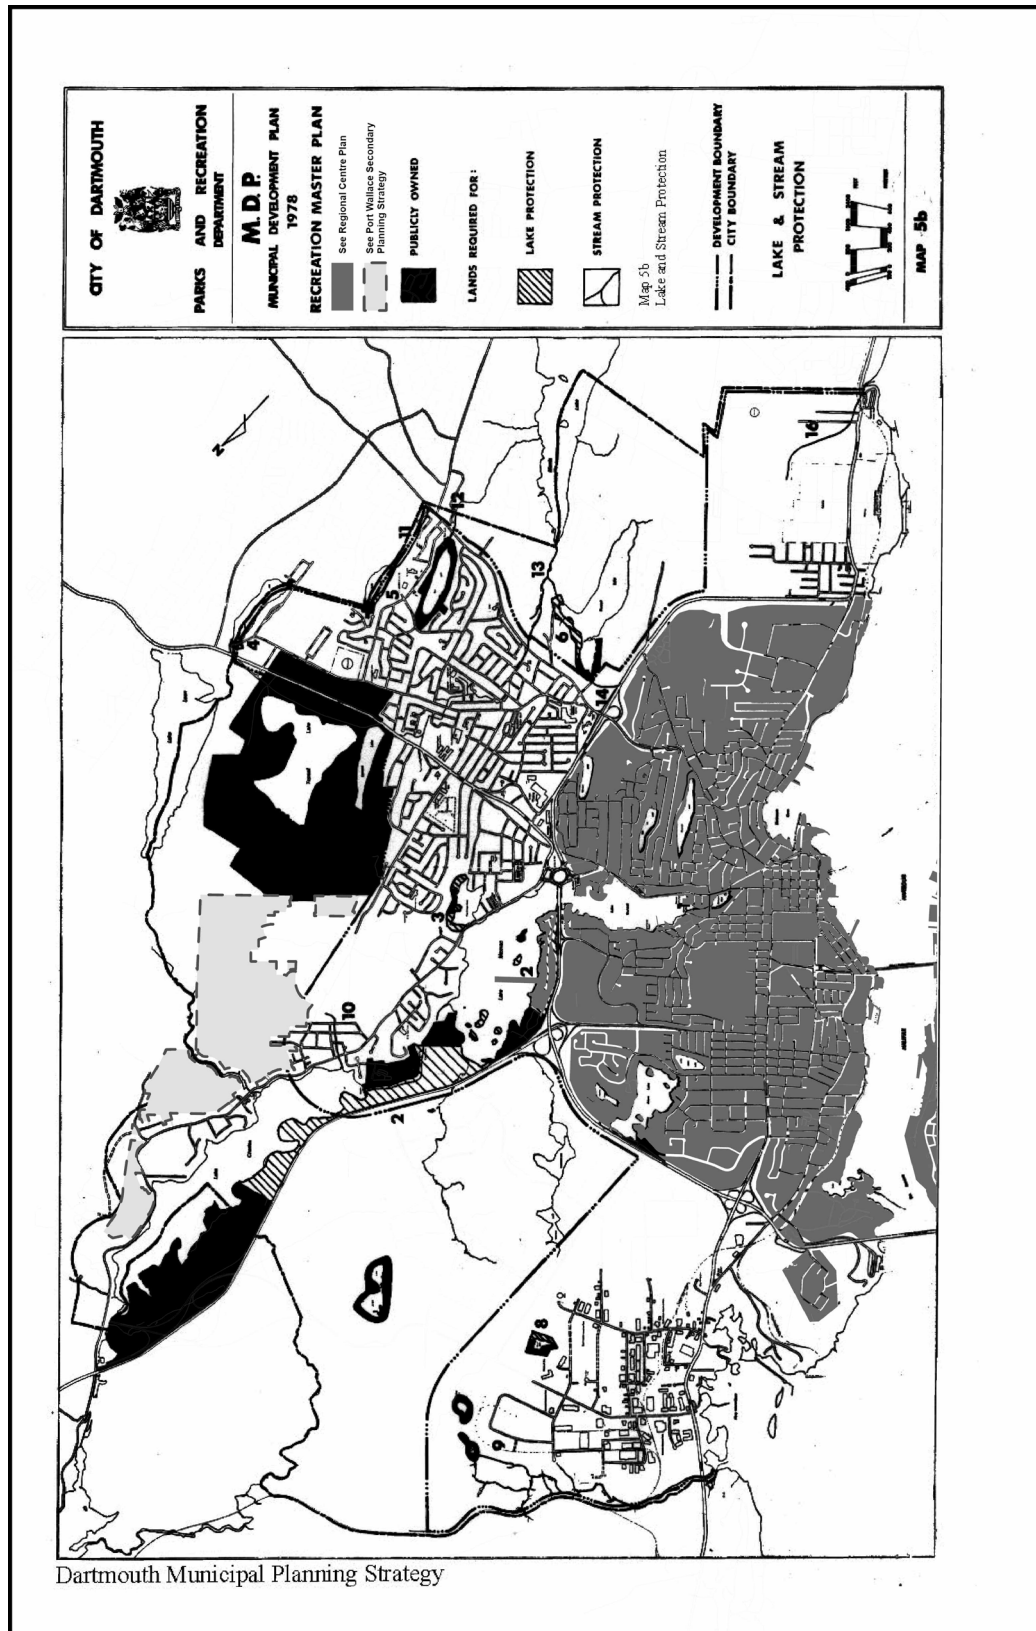 CITY OF DARTMOUTH
PARKS AND RECREATION
DEPARTMENT
M.D.P.
MUNICIPAL DEVELOPMENT PLAN
1978
RECREATION MASTER PLAN
See Regional Centre Plan
See Port Wallace Secondary
Planning Strategy
PUBLICLY OWNED
LANDS REQUIRED FOR:
LAKE PROTECTION
STREAM PROTECTION
Map 5b
Lake and Stream Protection
DEVELOPMENT BOUNDARY
CITY BOUNDARY
LAKE & STREAM
PROTECTION
MAP 5b
N
4
11
12
5
13
6
14
16
3
2
10
2
8
9
7
Lake
Lake
Dartmouth Municipal Planning Strategy